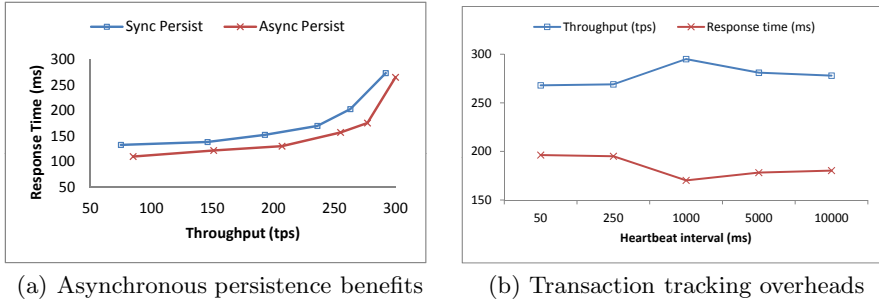 Sync Persist
Async Persist
300
250
200
150
100
50
Response Time (ms)
50 100 150 200 250 300
Throughput (tps)
(a) Asynchronous persistence benefits
Throughput (tps)
Response time (ms)
300
250
200
150
50 250 1000 5000 10000
Heartbeat interval (ms)
(b) Transaction tracking overheads